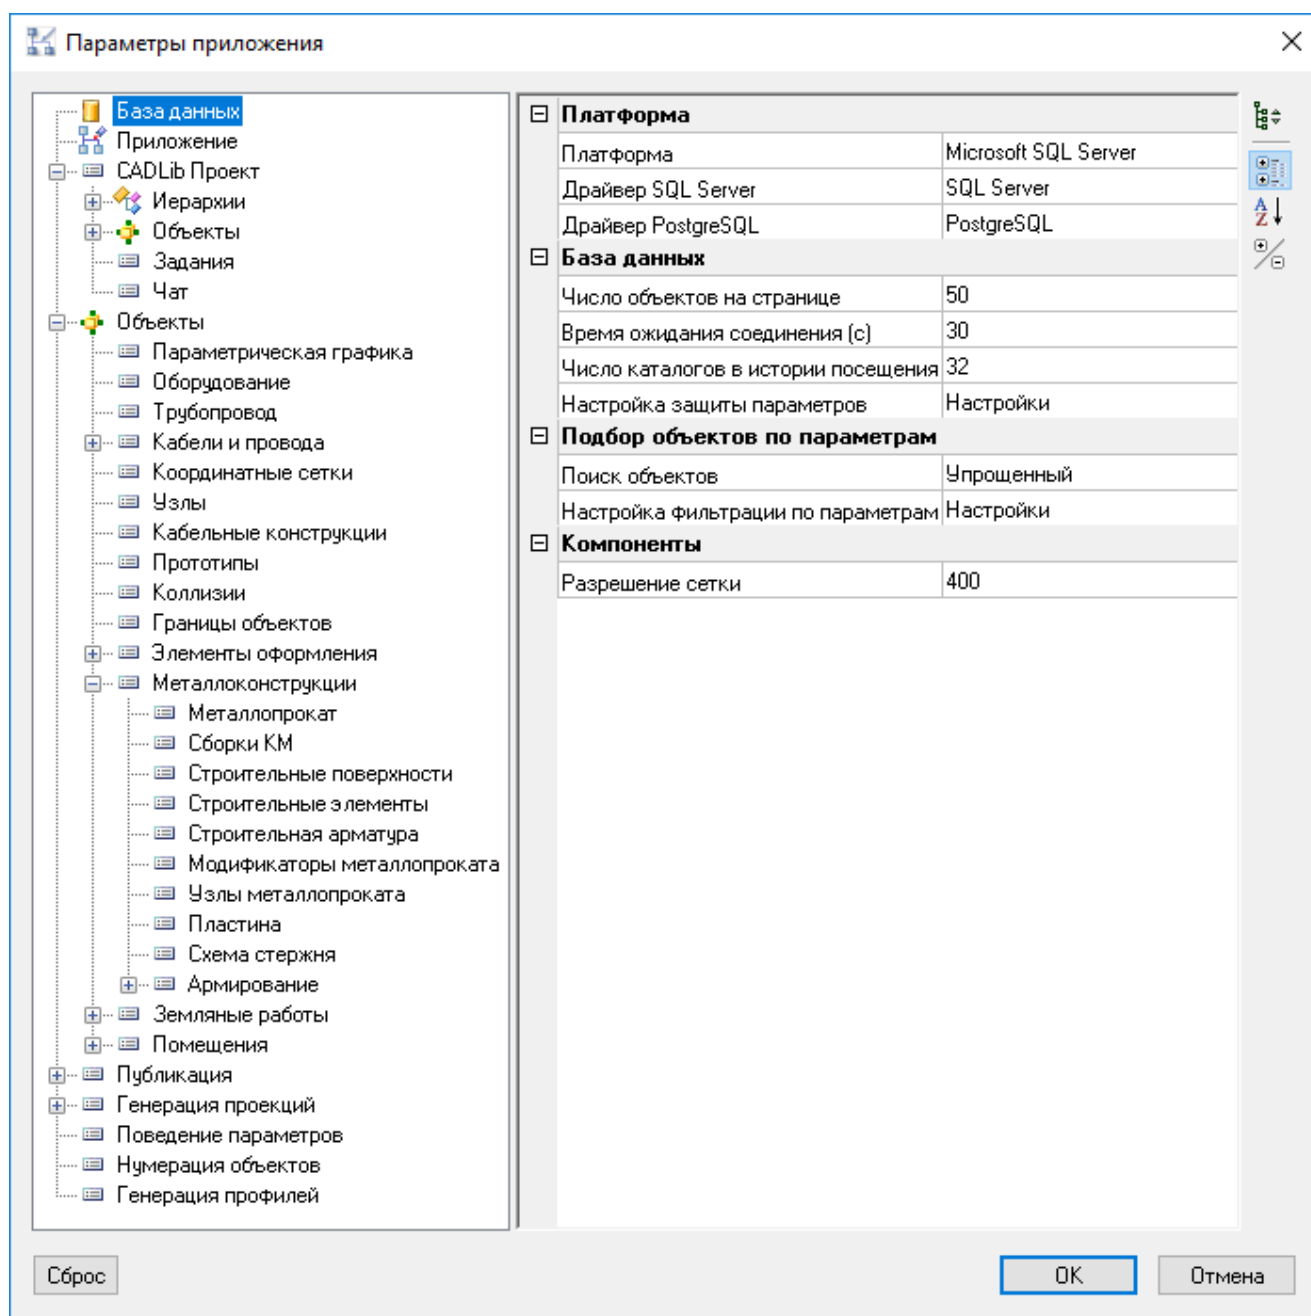 Параметры приложения
База данных
Приложение
CADLib Проект
Иерархии
Объекты
Задания
Чат
Объекты
Параметрическая графика
Оборудование
Трубопровод
Кабели и провода
Координатные сетки
Узлы
Кабельные конструкции
Прототипы
Коллизии
Границы объектов
Элементы оформления
Металлоконструкции
Металлопрокат
Сборки КМ
Строительные поверхности
Строительные элементы
Строительная арматура
Модификаторы металлопроката
Узлы металлопроката
Пластина
Схема стержня
Армирование
Земляные работы
Помещения
Публикация
Генерация проекций
Поведение параметров
Нумерация объектов
Генерация профилей
Платформа
Платформа Microsoft SQL Server
Драйвер SQL Server SQL Server
Драйвер PostgreSQL PostgreSQL
База данных
Число объектов на странице 50
Время ожидания соединения (с) 30
Число каталогов в истории посещения 32
Настройка защиты параметров Настройки
Подбор объектов по параметрам
Поиск объектов Упрощенный
Настройка фильтрации по параметрам Настройки
Компоненты
Разрешение сетки 400
Сброс
OK
Отмена